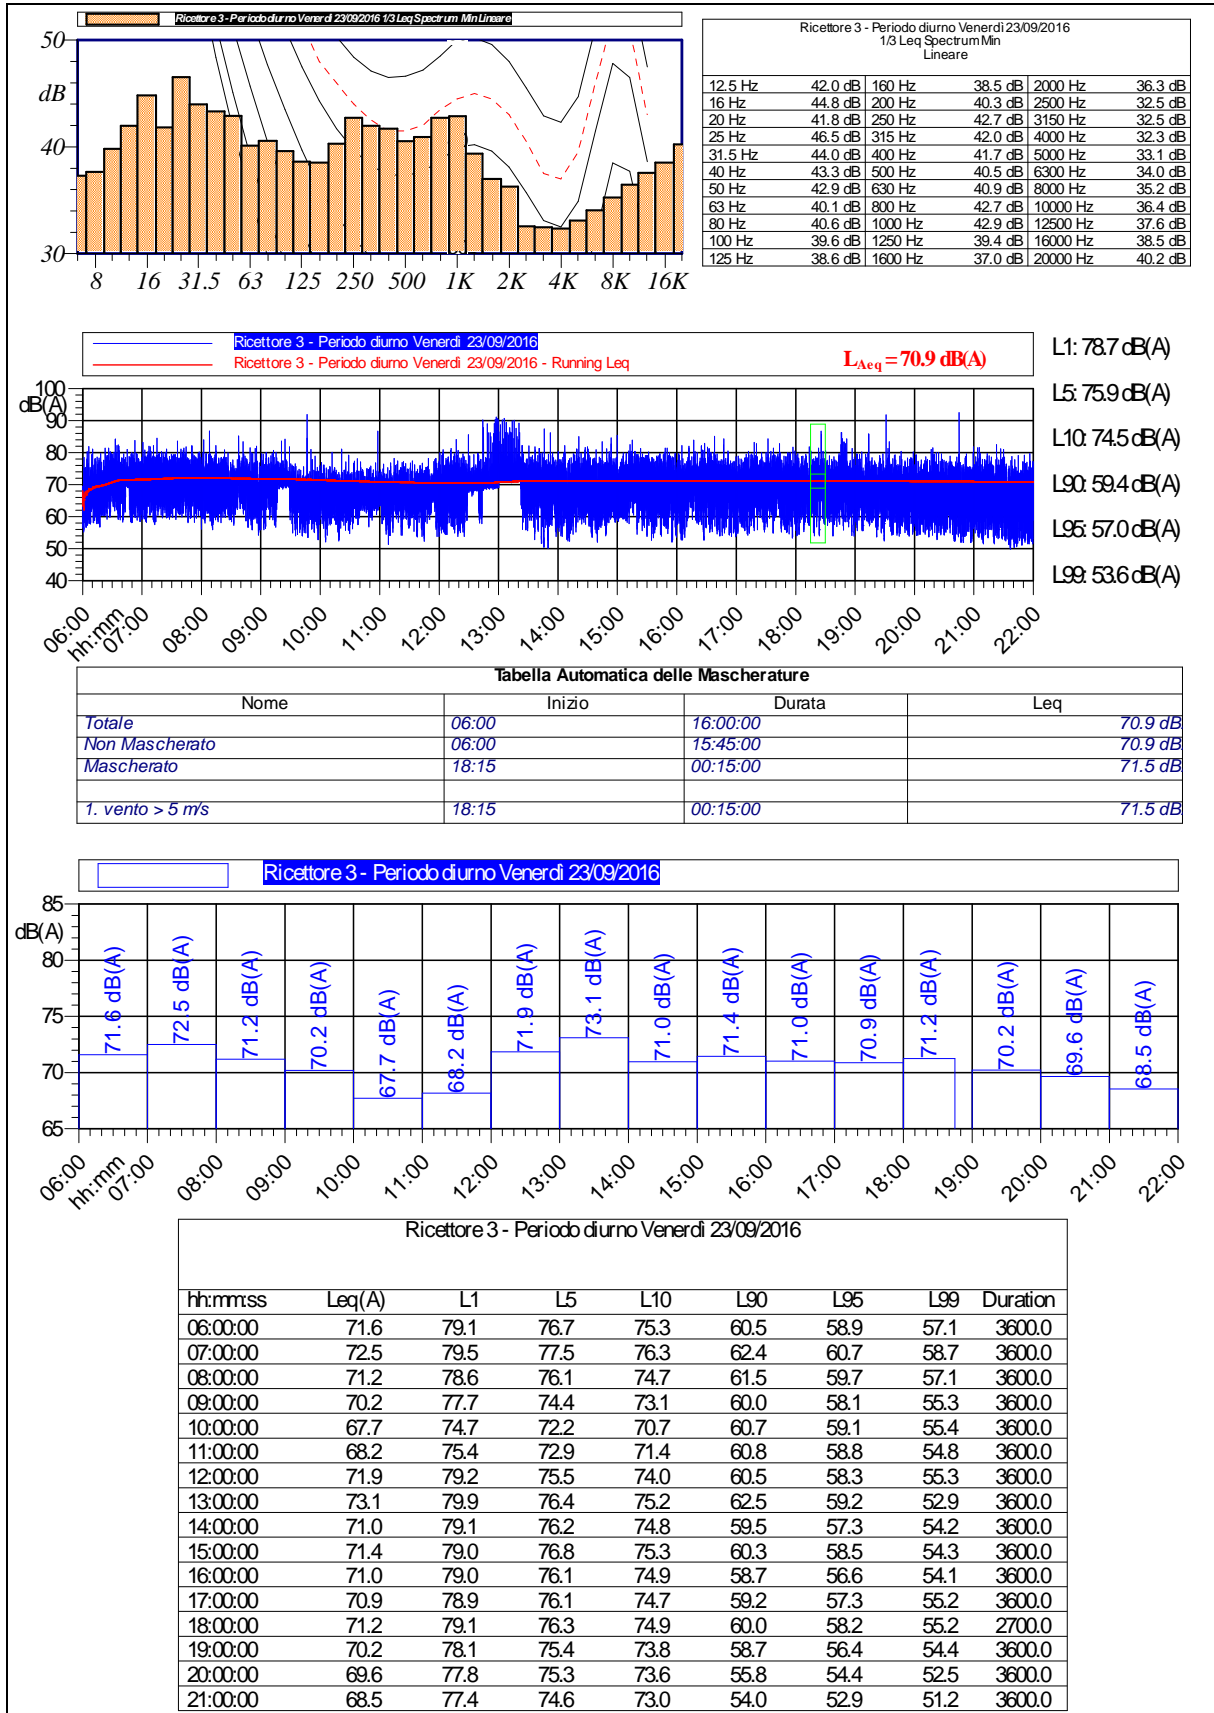 Ricettore 3 - Periodo diurno Venerdì 23/09/2016 1/3 Leq Spectrum Min Lineare
50
dB
40
30
8 16 31.5 63 125 250 500 1K 2K 4K 8K 16K
Ricettore 3 - Periodo diurno Venerdì 23/09/2016
1/3 Leq Spectrum Min
Lineare
12.5 Hz 42.0 dB 160 Hz 38.5 dB 2000 Hz 36.3 dB
16 Hz 44.8 dB 200 Hz 40.3 dB 2500 Hz 32.5 dB
20 Hz 41.8 dB 250 Hz 42.7 dB 3150 Hz 32.5 dB
25 Hz 46.5 dB 315 Hz 42.0 dB 4000 Hz 32.3 dB
31.5 Hz 44.0 dB 400 Hz 41.7 dB 5000 Hz 33.1 dB
40 Hz 43.3 dB 500 Hz 40.5 dB 6300 Hz 34.0 dB
50 Hz 42.9 dB 630 Hz 40.9 dB 8000 Hz 35.2 dB
63 Hz 40.1 dB 800 Hz 42.7 dB 10000 Hz 36.4 dB
80 Hz 40.6 dB 1000 Hz 42.9 dB 12500 Hz 37.6 dB
100 Hz 39.6 dB 1250 Hz 39.4 dB 16000 Hz 38.5 dB
125 Hz 38.6 dB 1600 Hz 37.0 dB 20000 Hz 40.2 dB
Ricettore 3 - Periodo diurno Venerdì 23/09/2016
Ricettore 3 - Periodo diurno Venerdì 23/09/2016 - Running Leq
LAeq = 70.9 dB(A)
100
dB(A)
90
80
70
60
50
40
06:00 07:00 08:00 09:00 10:00 11:00 12:00 13:00 14:00 15:00 16:00 17:00 18:00 19:00 20:00 21:00 22:00
hh:mm
L1: 78.7 dB(A)
L5: 75.9 dB(A)
L10: 74.5 dB(A)
L90: 59.4 dB(A)
L95: 57.0 dB(A)
L99: 53.6 dB(A)
Tabella Automatica delle Mascherature
Nome Inizio Durata Leq
Totale 06:00 16:00:00 70.9 dB
Non Mascherato 06:00 15:45:00 70.9 dB
Mascherato 18:15 00:15:00 71.5 dB
1. vento > 5 m/s 18:15 00:15:00 71.5 dB
Ricettore 3 - Periodo diurno Venerdì 23/09/2016
85
dB(A)
80
75
70
65
71.6 dB(A)
72.5 dB(A)
71.2 dB(A)
70.2 dB(A)
67.7 dB(A)
68.2 dB(A)
71.9 dB(A)
73.1 dB(A)
71.0 dB(A)
71.4 dB(A)
71.0 dB(A)
70.9 dB(A)
71.2 dB(A)
70.2 dB(A)
69.6 dB(A)
68.5 dB(A)
06:00 07:00 08:00 09:00 10:00 11:00 12:00 13:00 14:00 15:00 16:00 17:00 18:00 19:00 20:00 21:00 22:00
hh:mm
Ricettore 3 - Periodo diurno Venerdì 23/09/2016
hh:mm:ss Leq(A) L1 L5 L10 L90 L95 L99 Duration
06:00:00 71.6 79.1 76.7 75.3 60.5 58.9 57.1 3600.0
07:00:00 72.5 79.5 77.5 76.3 62.4 60.7 58.7 3600.0
08:00:00 71.2 78.6 76.1 74.7 61.5 59.7 57.1 3600.0
09:00:00 70.2 77.7 74.4 73.1 60.0 58.1 55.3 3600.0
10:00:00 67.7 74.7 72.2 70.7 60.7 59.1 55.4 3600.0
11:00:00 68.2 75.4 72.9 71.4 60.8 58.8 54.8 3600.0
12:00:00 71.9 79.2 75.5 74.0 60.5 58.3 55.3 3600.0
13:00:00 73.1 79.9 76.4 75.2 62.5 59.2 52.9 3600.0
14:00:00 71.0 79.1 76.2 74.8 59.5 57.3 54.2 3600.0
15:00:00 71.4 79.0 76.8 75.3 60.3 58.5 54.3 3600.0
16:00:00 71.0 79.0 76.1 74.9 58.7 56.6 54.1 3600.0
17:00:00 70.9 78.9 76.1 74.7 59.2 57.3 55.2 3600.0
18:00:00 71.2 79.1 76.3 74.9 60.0 58.2 55.2 2700.0
19:00:00 70.2 78.1 75.4 73.8 58.7 56.4 54.4 3600.0
20:00:00 69.6 77.8 75.3 73.6 55.8 54.4 52.5 3600.0
21:00:00 68.5 77.4 74.6 73.0 54.0 52.9 51.2 3600.0